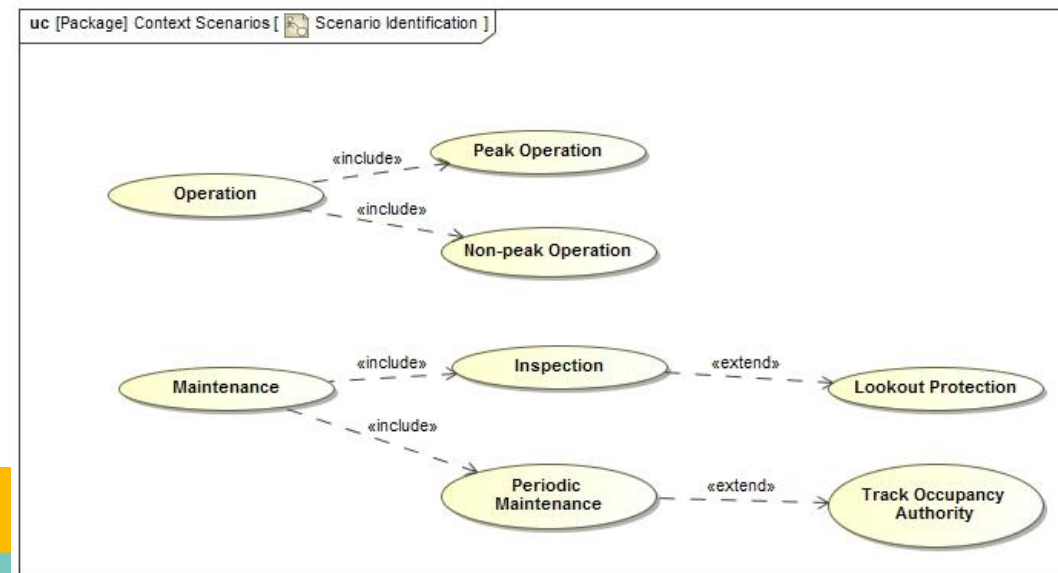 uc [Package] Context Scenarios [ Scenario Identification ]
Peak Operation
«include»
Operation
«include»
Non-peak Operation
«include»
Inspection
«extend»
Maintenance
Lookout Protection
«include»
Periodic
Maintenance
«extend»
Track Occupancy
Authority